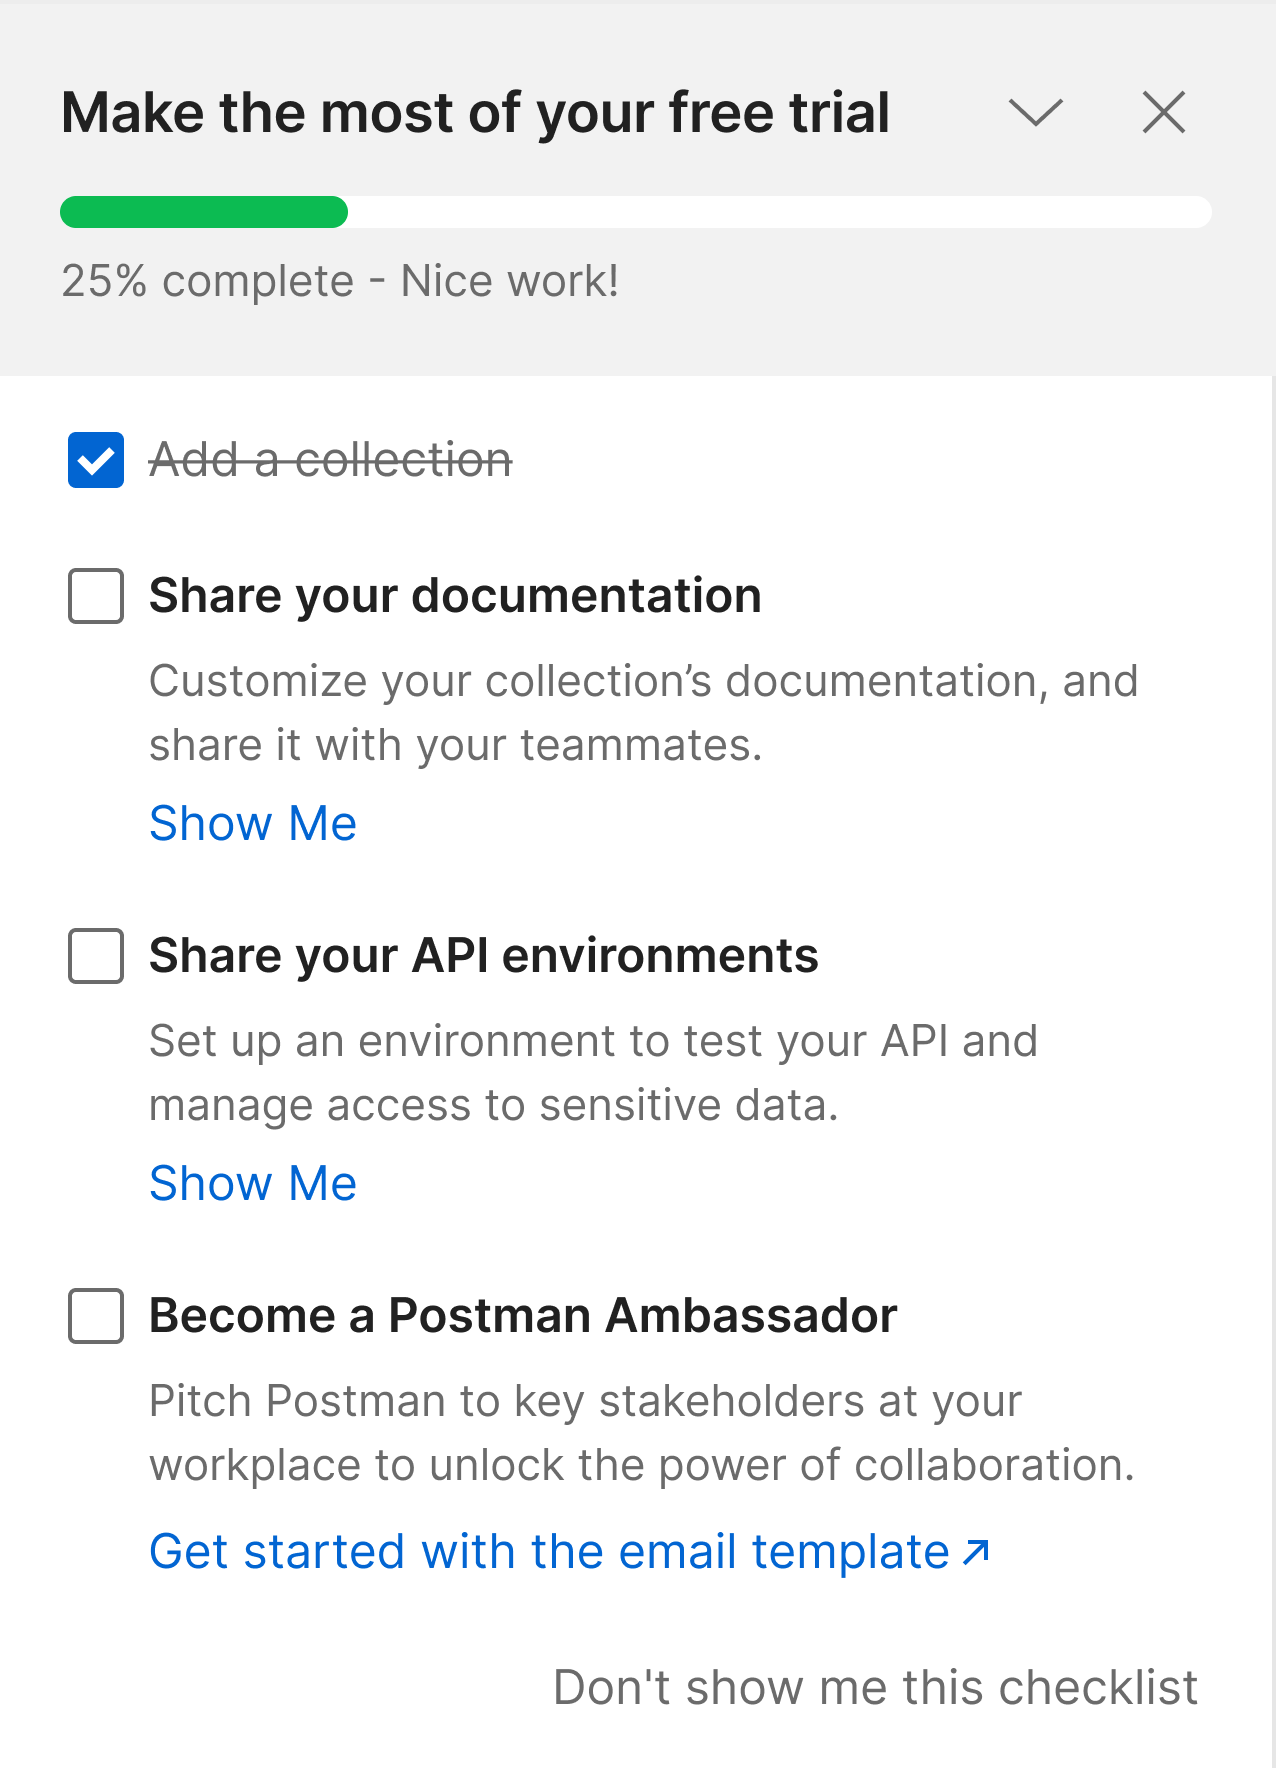 Make the most of your free trial
25% complete - Nice work!
Add a collection
Share your documentation
Customize your collection’s documentation, and
share it with your teammates.
Show Me
Share your API environments
Set up an environment to test your API and
manage access to sensitive data.
Show Me
Become a Postman Ambassador
Pitch Postman to key stakeholders at your
workplace to unlock the power of collaboration.
Get started with the email template
Don't show me this checklist